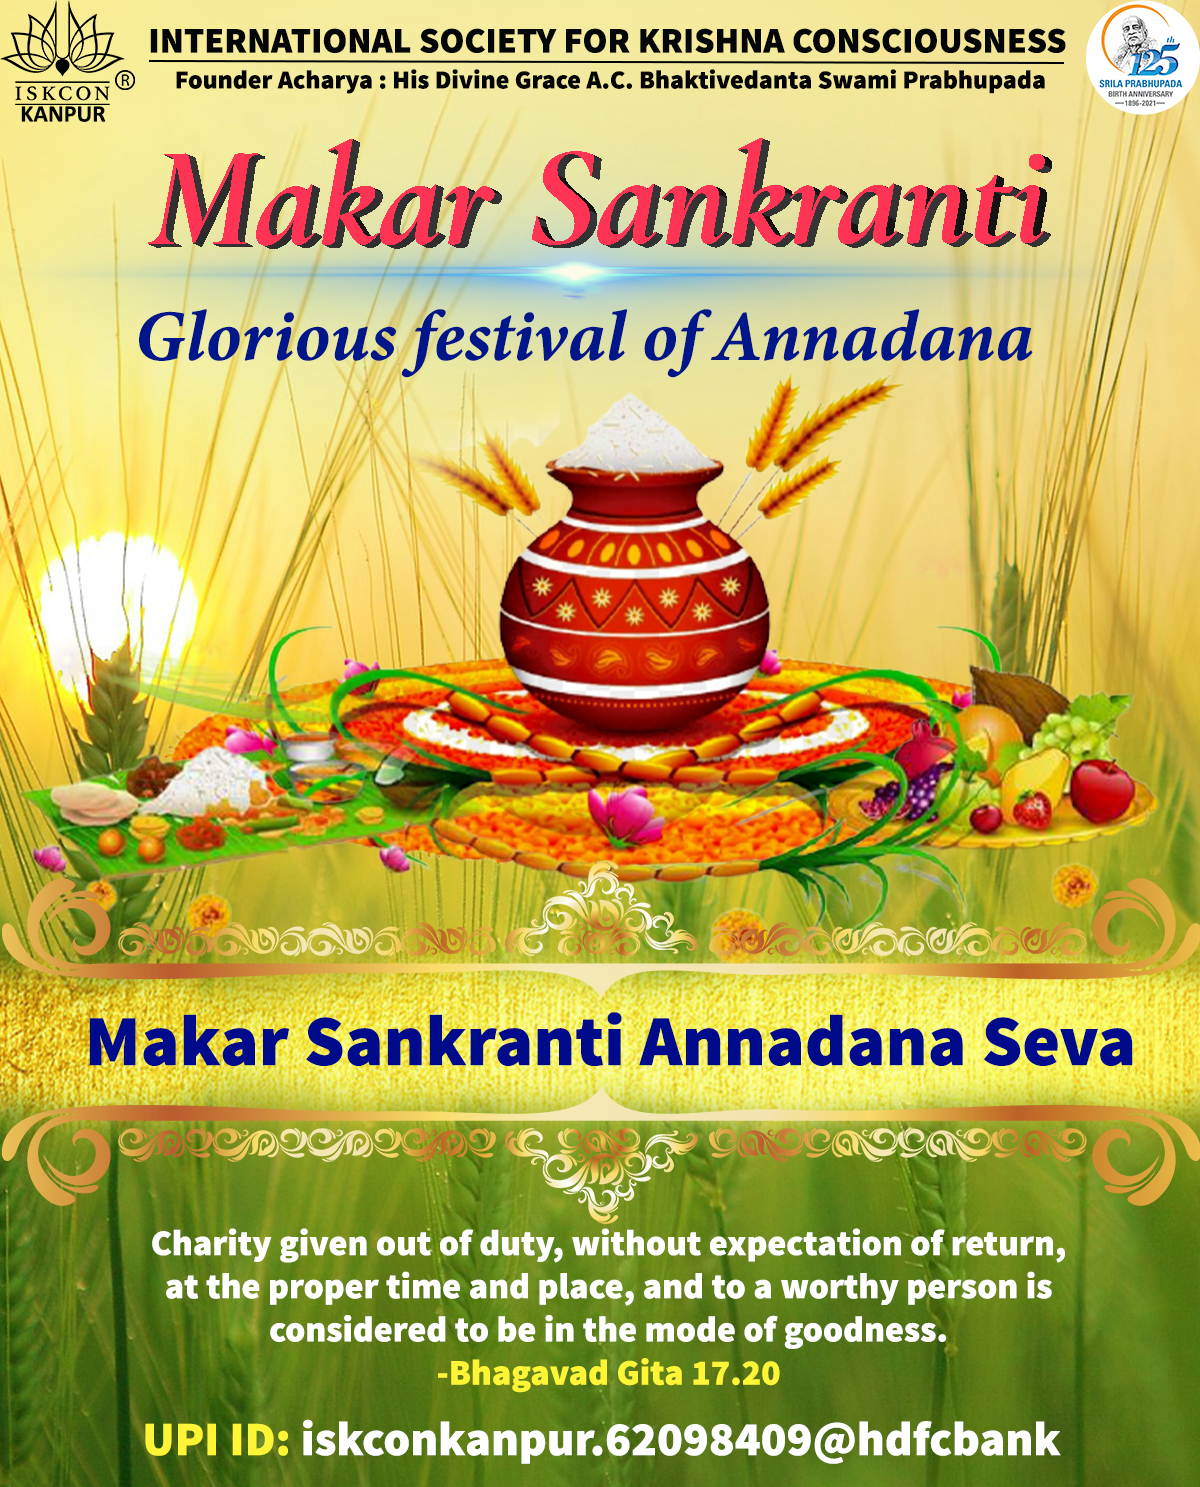 ISKCON®
KANPUR
INTERNATIONAL SOCIETY FOR KRISHNA CONSCIOUSNESS
Founder Acharya : His Divine Grace A.C. Bhaktivedanta Swami Prabhupada
125th
SRILA PRABHUPADA
BIRTH ANNIVERSARY
—1896-2021—
Makar Sankranti
Glorious festival of Annadana
Makar Sankranti Annadana Seva
Charity given out of duty, without expectation of return,
at the proper time and place, and to a worthy person is
considered to be in the mode of goodness.
-Bhagavad Gita 17.20
UPI ID: iskconkanpur.62098409@hdfcbank